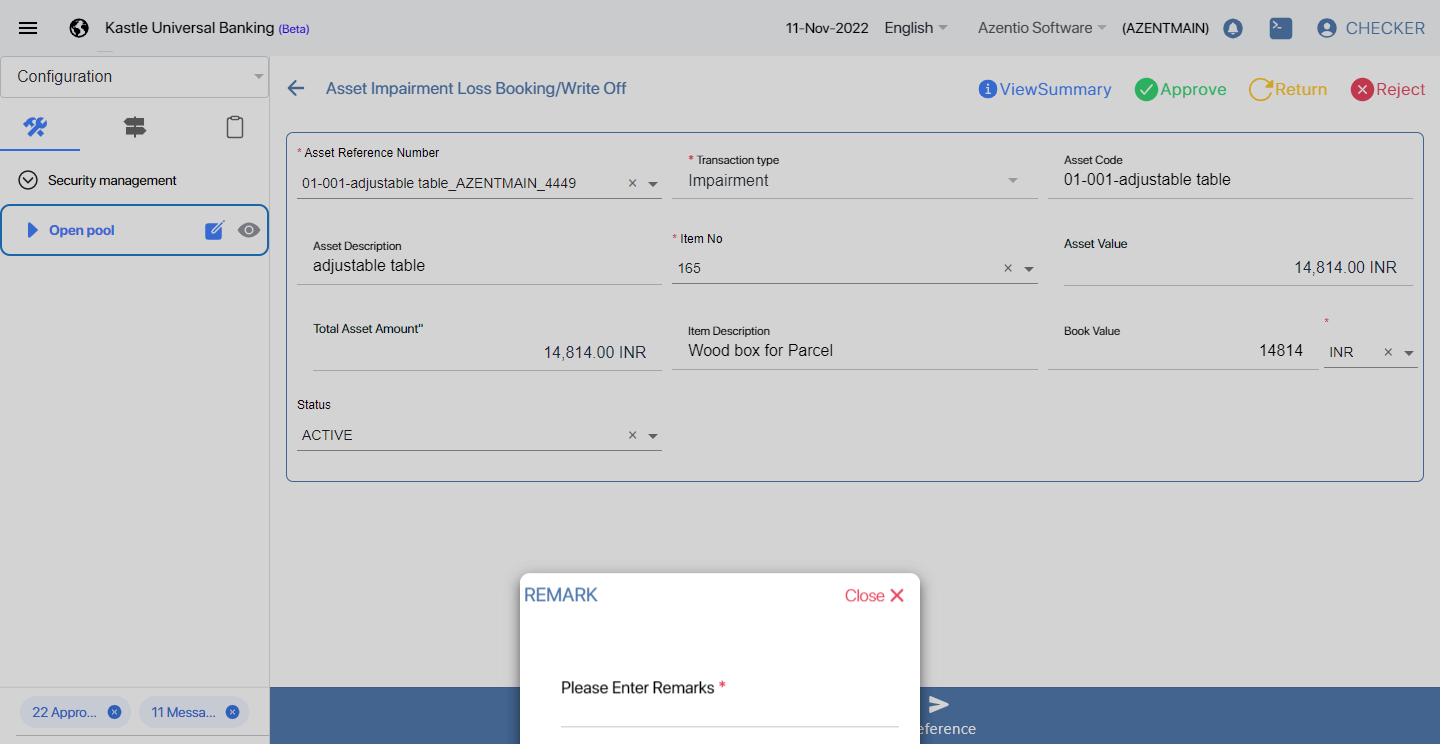 Kastle Universal Banking (Beta)
11-Nov-2022
English
Azentio Software
(AZENTMAIN)
CHECKER
Configuration
Security management
Open pool
22 Appro...
11 Messa...
Asset Impairment Loss Booking/Write Off
ViewSummary
Approve
Return
Reject
* Asset Reference Number
01-001-adjustable table_AZENTMAIN_4449
* Transaction type
Impairment
Asset Code
01-001-adjustable table
Asset Description
adjustable table
* Item No
165
Asset Value
14,814.00 INR
Total Asset Amount"
14,814.00 INR
Item Description
Wood box for Parcel
Book Value
14814
*
INR
Status
ACTIVE
REMARK
Close
Please Enter Remarks *